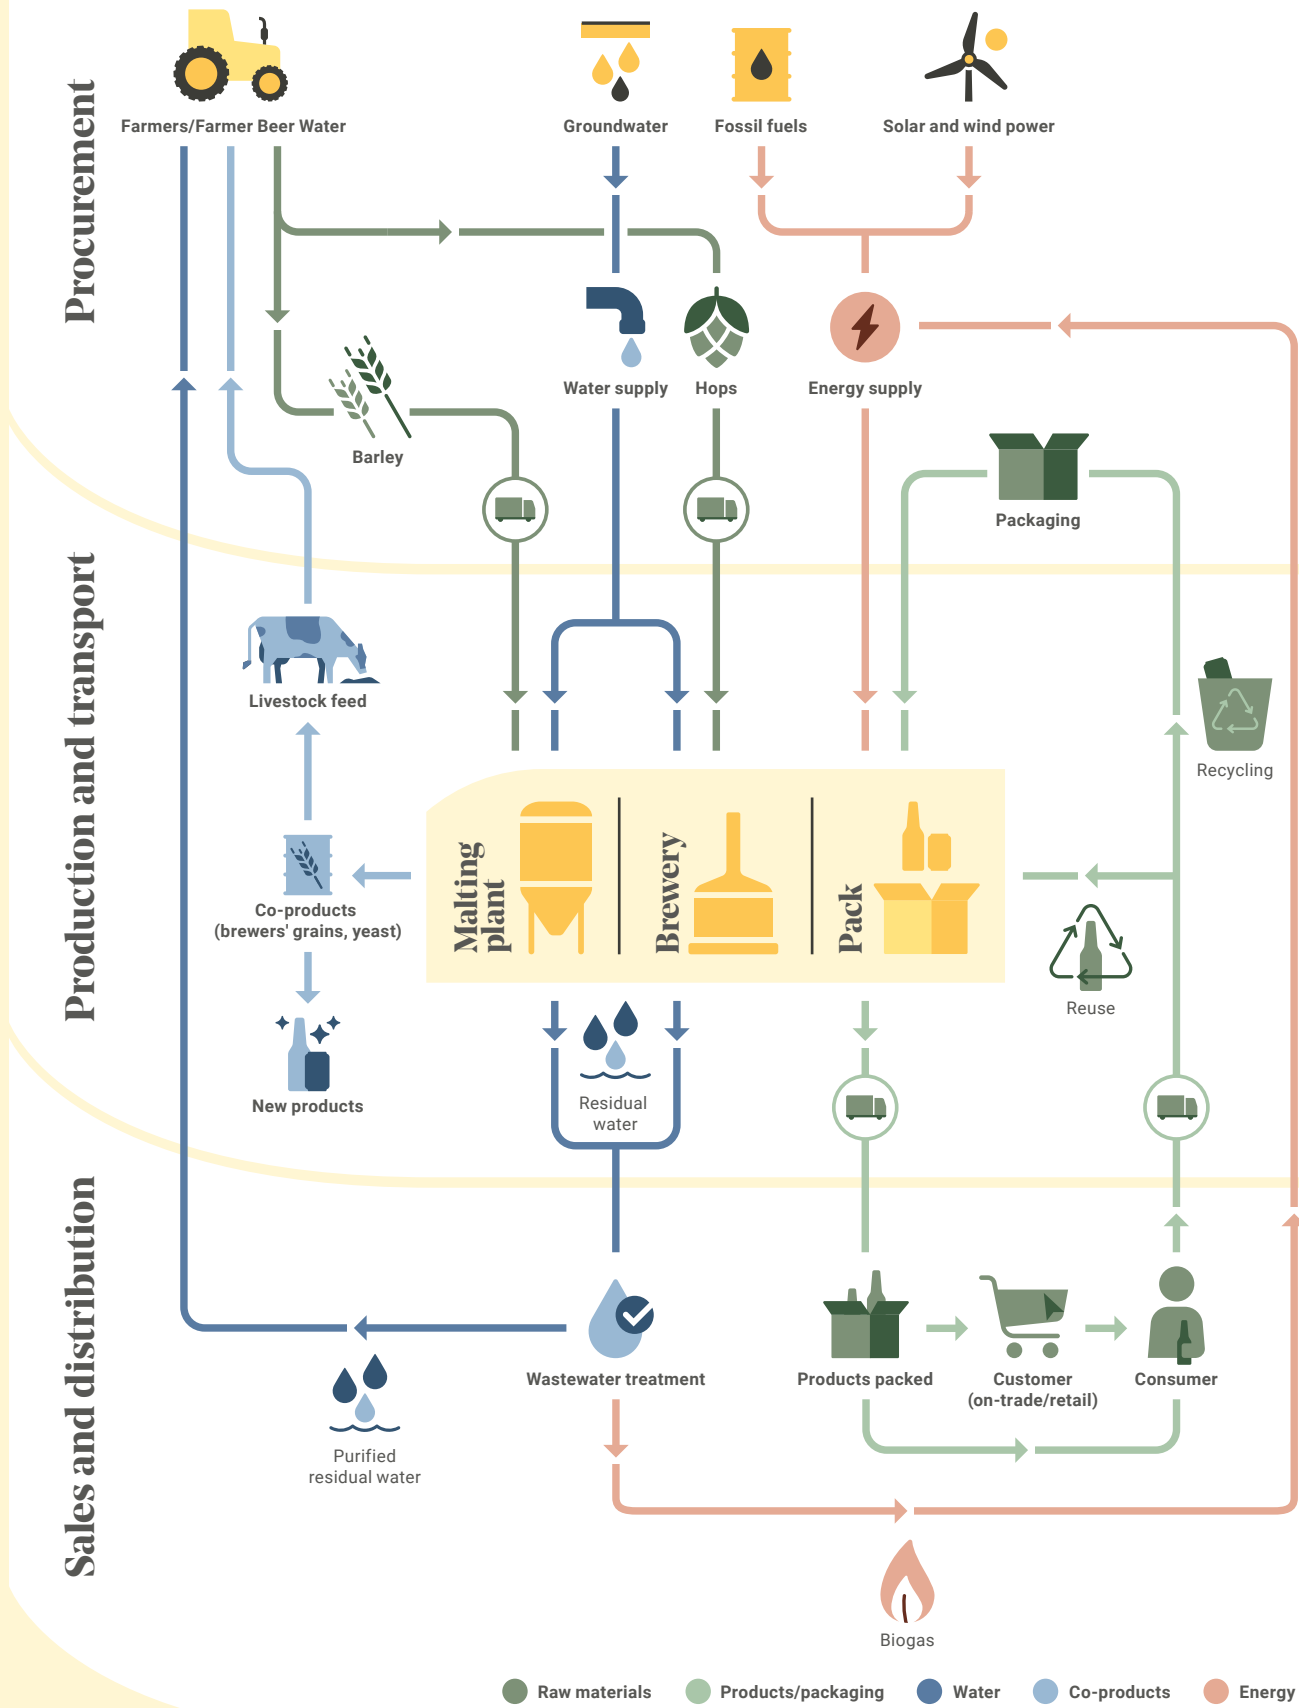 Procurement
Farmers/Farmer Beer Water
Groundwater
Fossil fuels
Solar and wind power
Water supply
Hops
Energy supply
Barley
Packaging
Production and transport
Livestock feed
Recycling
Malting
plant
Brewery
Pack
Co-products
(brewers' grains, yeast)
Reuse
New products
Residual
water
Sales and distribution
Wastewater treatment
Products packed
Customer
(on-trade/retail)
Consumer
Purified
residual water
Biogas
Raw materials
Products/packaging
Water
Co-products
Energy